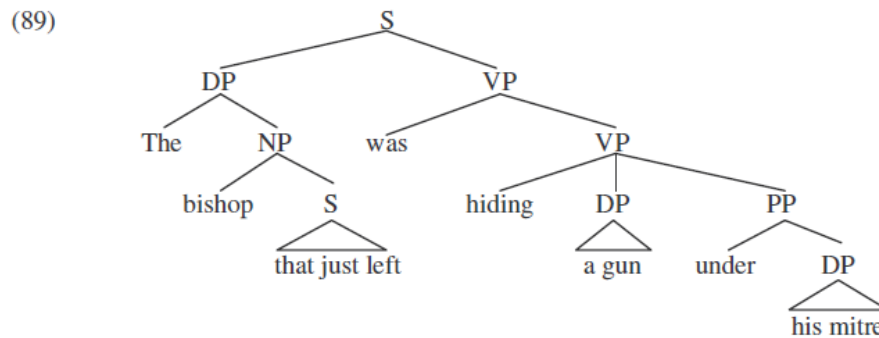 (89) S
DP VP
The NP was VP
bishop S hiding DP PP
that just left a gun under DP
his mitre